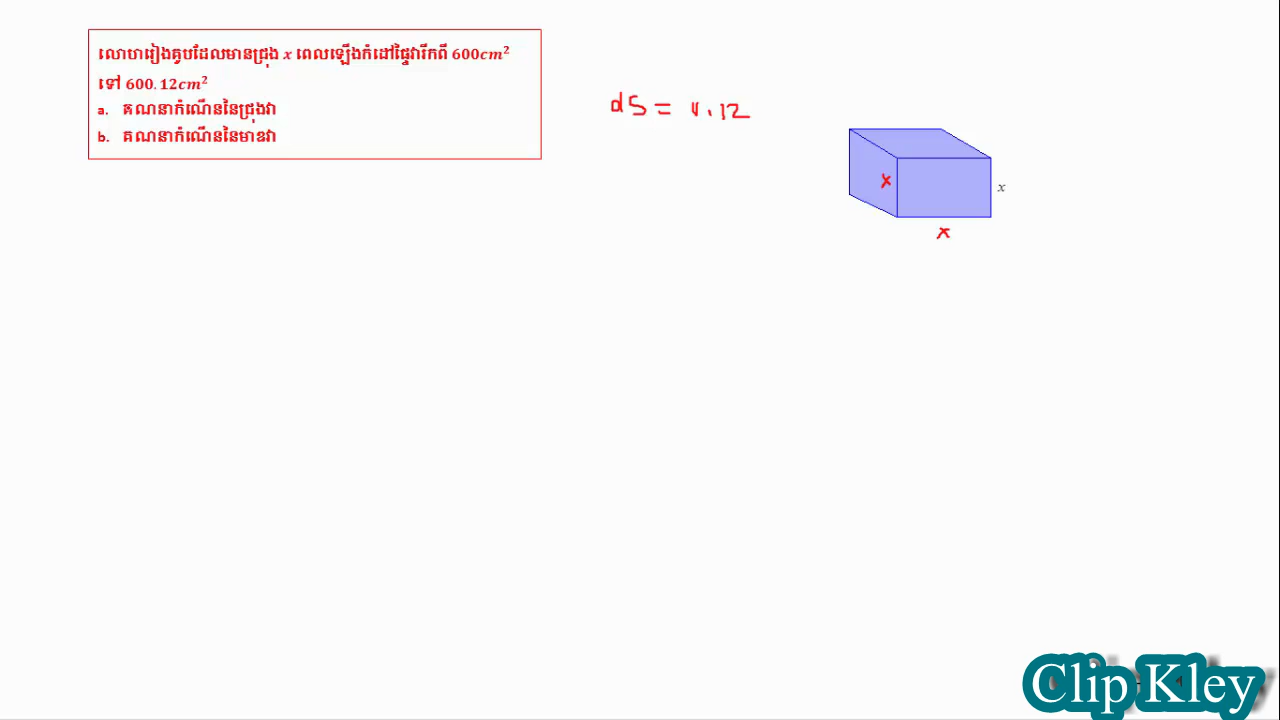 លោហារៀងគូបដែលមានជ្រុង x ពេលឡើងកំដៅផ្ទៃវារីកពី 600cm²
ទៅ 600.12cm²
a. គណនាកំណើននៃជ្រុងវា
b. គណនាកំណើននៃមាឌវា
dS = 0.12
x
x
x
Clip Kley